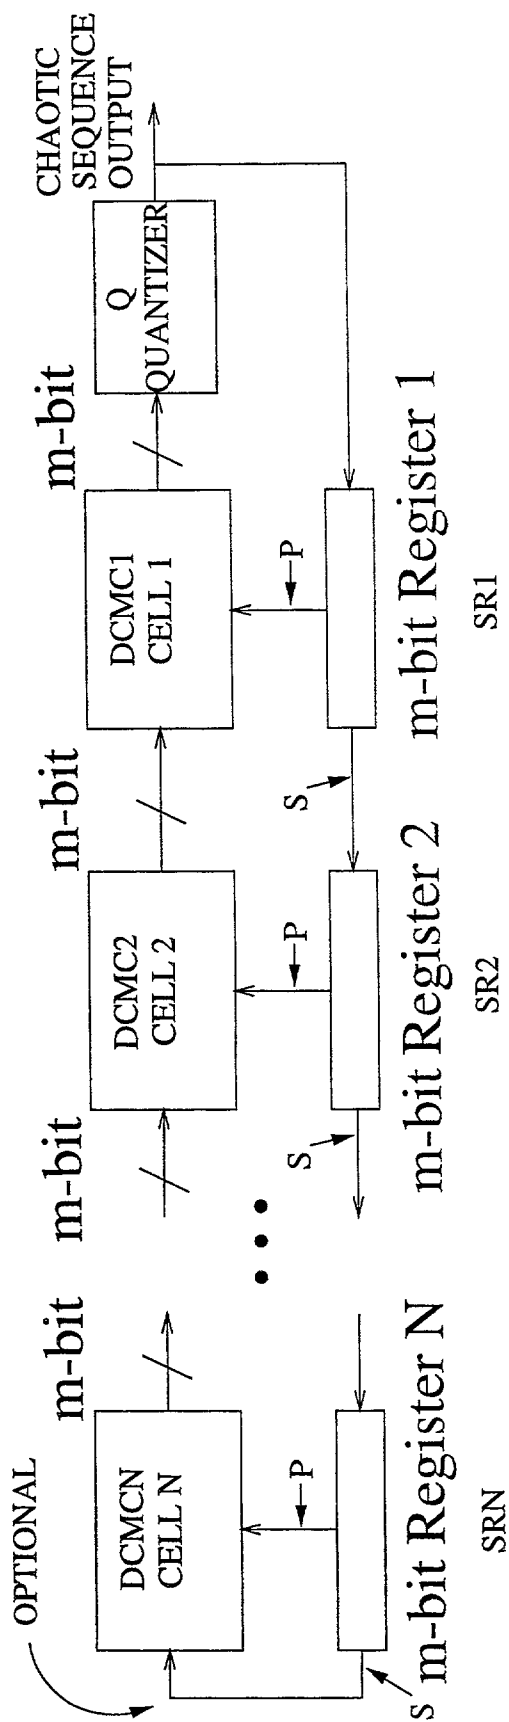 OPTIONAL
m-bit
m-bit
m-bit
m-bit
CHAOTIC
SEQUENCE
OUTPUT
DCMCN
CELL N
DCMC2
CELL 2
DCMC1
CELL 1
Q
QUANTIZER
P
P
P
s
s
s
m-bit Register N
m-bit Register 2
m-bit Register 1
SRN
SR2
SR1